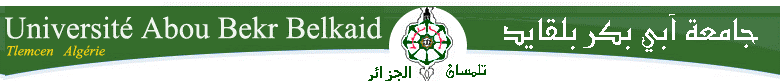 Université Abou Bekr Belkaid
Tlemcen Algérie
جامعة أبي بكر بلقايد
تلمسان الجزائر